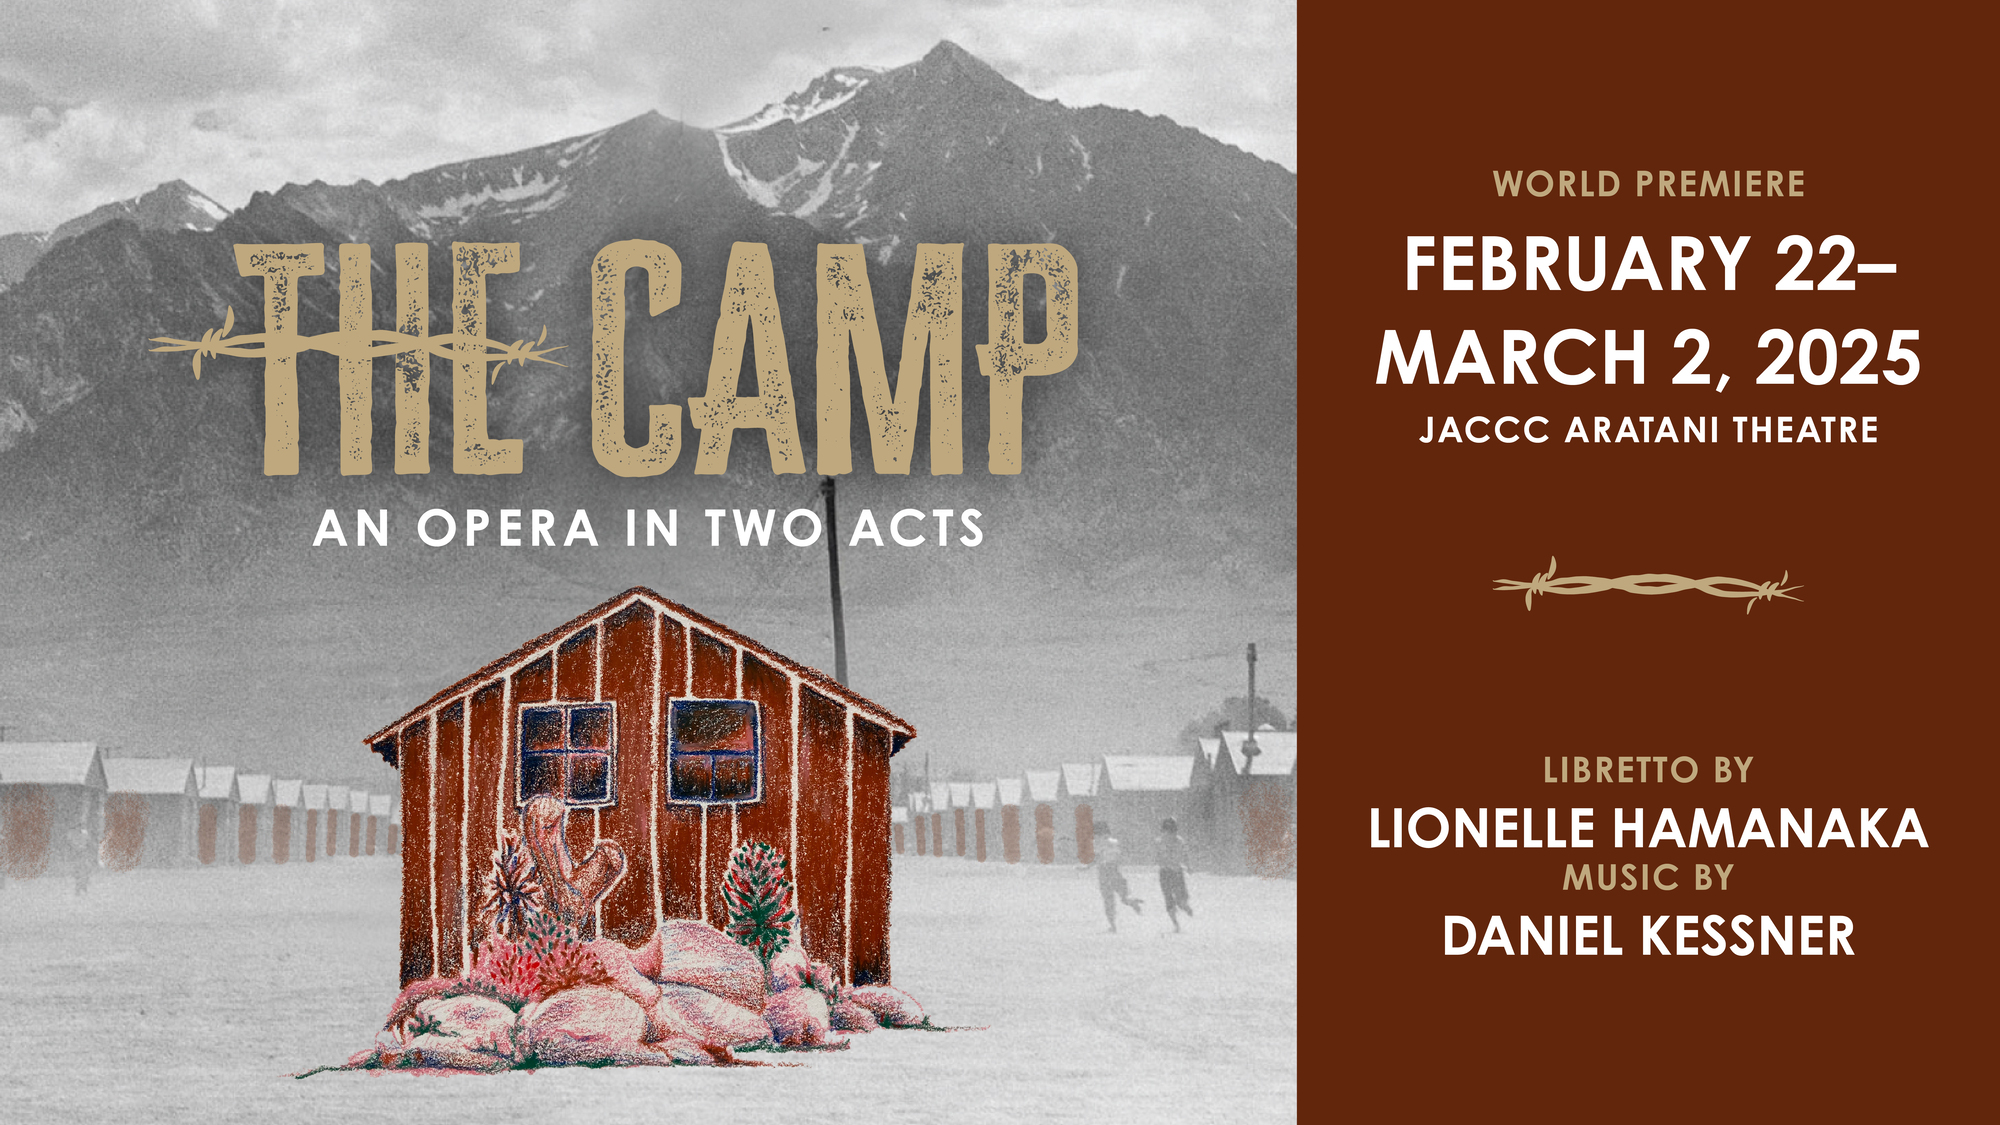 THE CAMP
AN OPERA IN TWO ACTS
WORLD PREMIERE
FEBRUARY 22–
MARCH 2, 2025
JACCC ARATANI THEATRE
LIBRETTO BY
LIONELLE HAMANAKA
MUSIC BY
DANIEL KESSNER